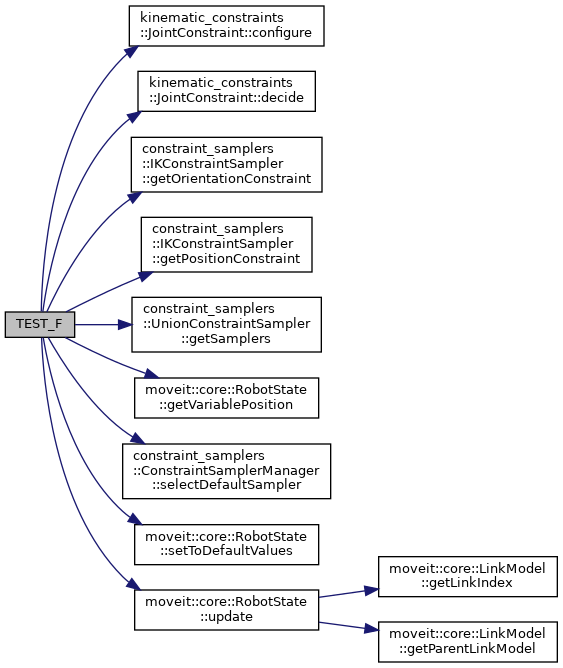 kinematic_constraints
::JointConstraint::configure
kinematic_constraints
::JointConstraint::decide
constraint_samplers
::IKConstraintSampler
::getOrientationConstraint
constraint_samplers
::IKConstraintSampler
::getPositionConstraint
TEST_F
constraint_samplers
::UnionConstraintSampler
::getSamplers
moveit::core::RobotState
::getVariablePosition
constraint_samplers
::ConstraintSamplerManager
::selectDefaultSampler
moveit::core::RobotState
::setToDefaultValues
moveit::core::RobotState
::update
moveit::core::LinkModel
::getLinkIndex
moveit::core::LinkModel
::getParentLinkModel